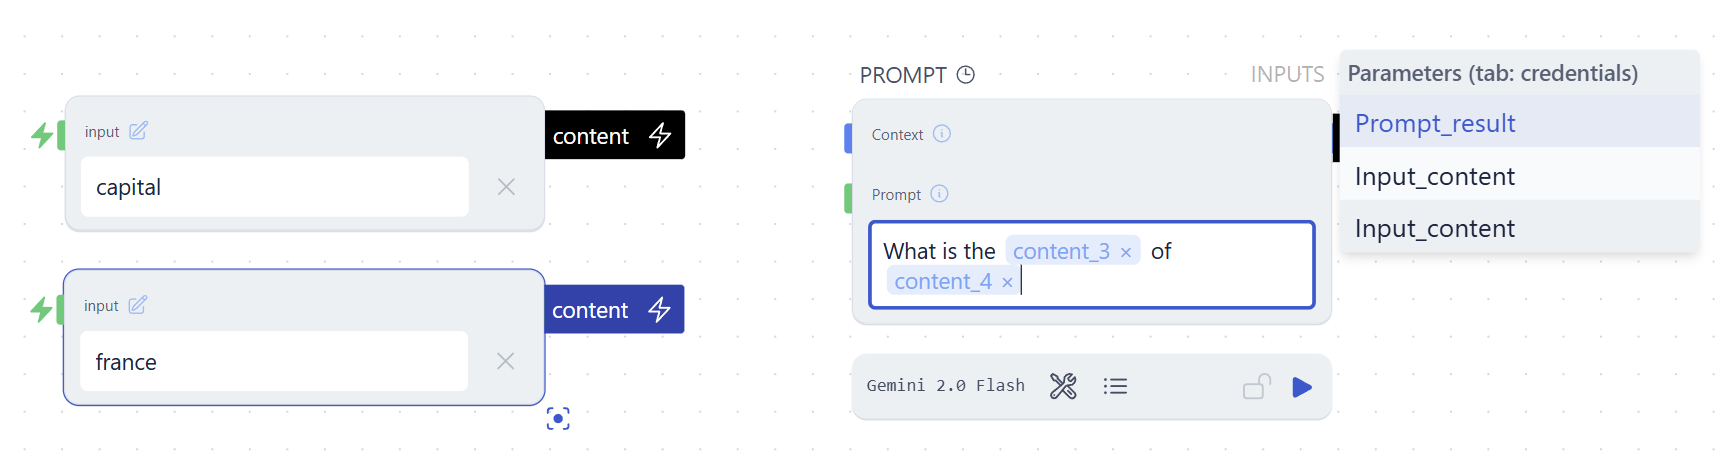 input
capital
content
input
france
content
PROMPT
INPUTS
Context
Prompt
What is the content_3 × of
content_4 ×
Gemini 2.0 Flash
Parameters (tab: credentials)
Prompt_result
Input_content
Input_content